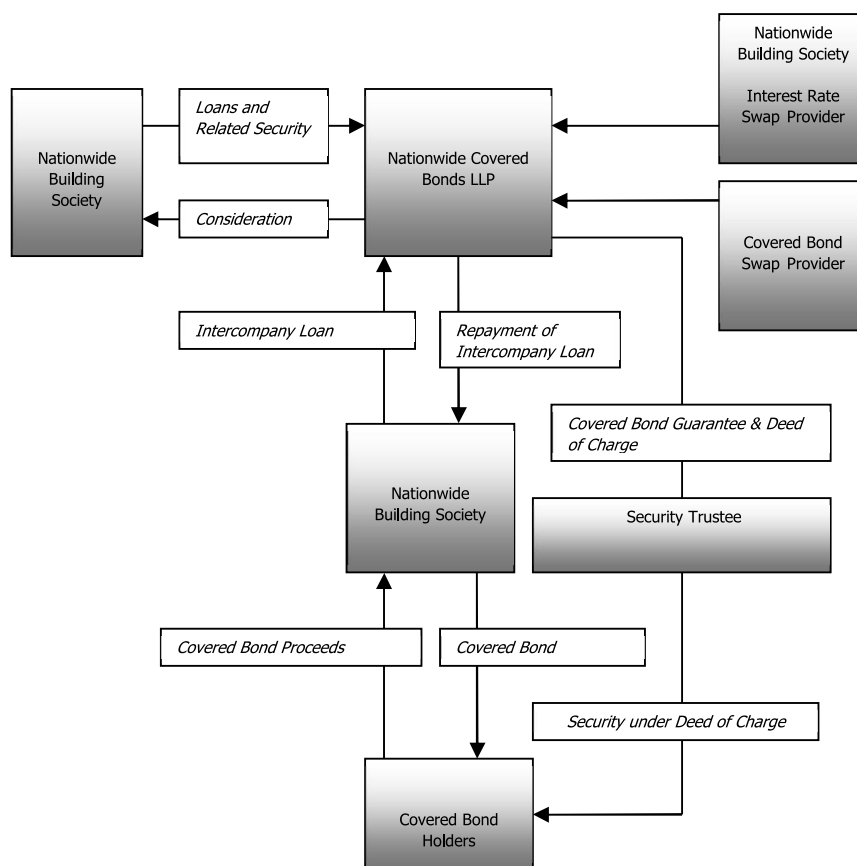 Nationwide
Building Society
Interest Rate
Swap Provider
Loans and
Related Security
Nationwide
Building
Society
Nationwide Covered
Bonds LLP
Consideration
Covered Bond
Swap Provider
Intercompany Loan
Repayment of
Intercompany Loan
Covered Bond Guarantee & Deed
of Charge
Nationwide
Building Society
Security Trustee
Covered Bond Proceeds
Covered Bond
Security under Deed of Charge
Covered Bond
Holders